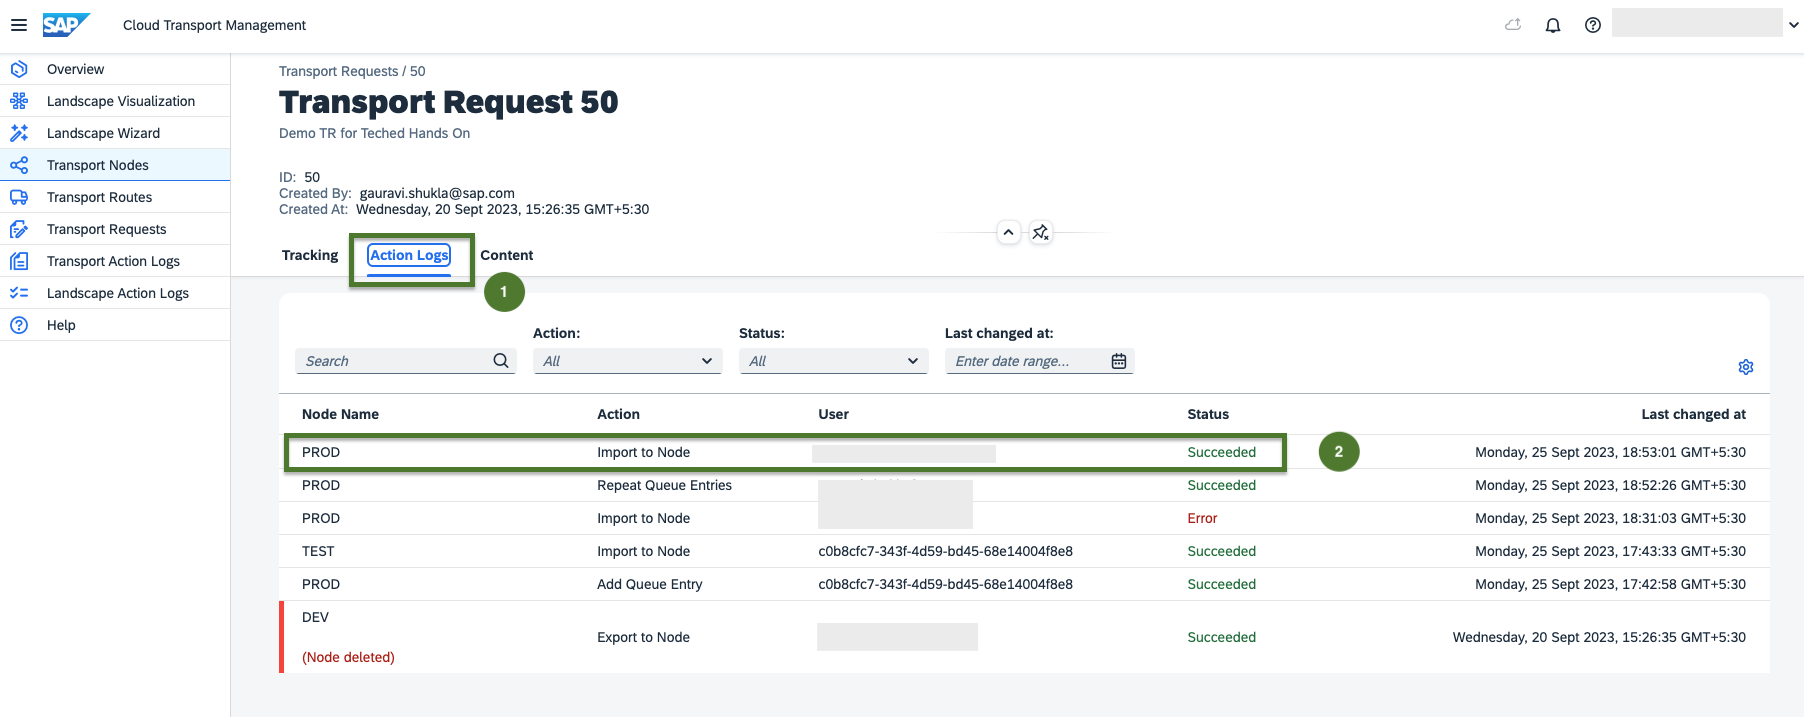 SAP Cloud Transport Management
Overview
Landscape Visualization
Landscape Wizard
Transport Nodes
Transport Routes
Transport Requests
Transport Action Logs
Landscape Action Logs
Help
Transport Requests / 50
Transport Request 50
Demo TR for Teched Hands On
ID: 50
Created By: gauravi.shukla@sap.com
Created At: Wednesday, 20 Sept 2023, 15:26:35 GMT+5:30
Tracking Action Logs Content
1
Action: Status: Last changed at:
Search All All Enter date range...
Node Name Action User Status Last changed at
PROD Import to Node Succeeded 2 Monday, 25 Sept 2023, 18:53:01 GMT+5:30
PROD Repeat Queue Entries Succeeded Monday, 25 Sept 2023, 18:52:26 GMT+5:30
PROD Import to Node Error Monday, 25 Sept 2023, 18:31:03 GMT+5:30
TEST Import to Node c0b8cfc7-343f-4d59-bd45-68e14004f8e8 Succeeded Monday, 25 Sept 2023, 17:43:33 GMT+5:30
PROD Add Queue Entry c0b8cfc7-343f-4d59-bd45-68e14004f8e8 Succeeded Monday, 25 Sept 2023, 17:42:58 GMT+5:30
DEV
Export to Node Succeeded Wednesday, 20 Sept 2023, 15:26:35 GMT+5:30
(Node deleted)